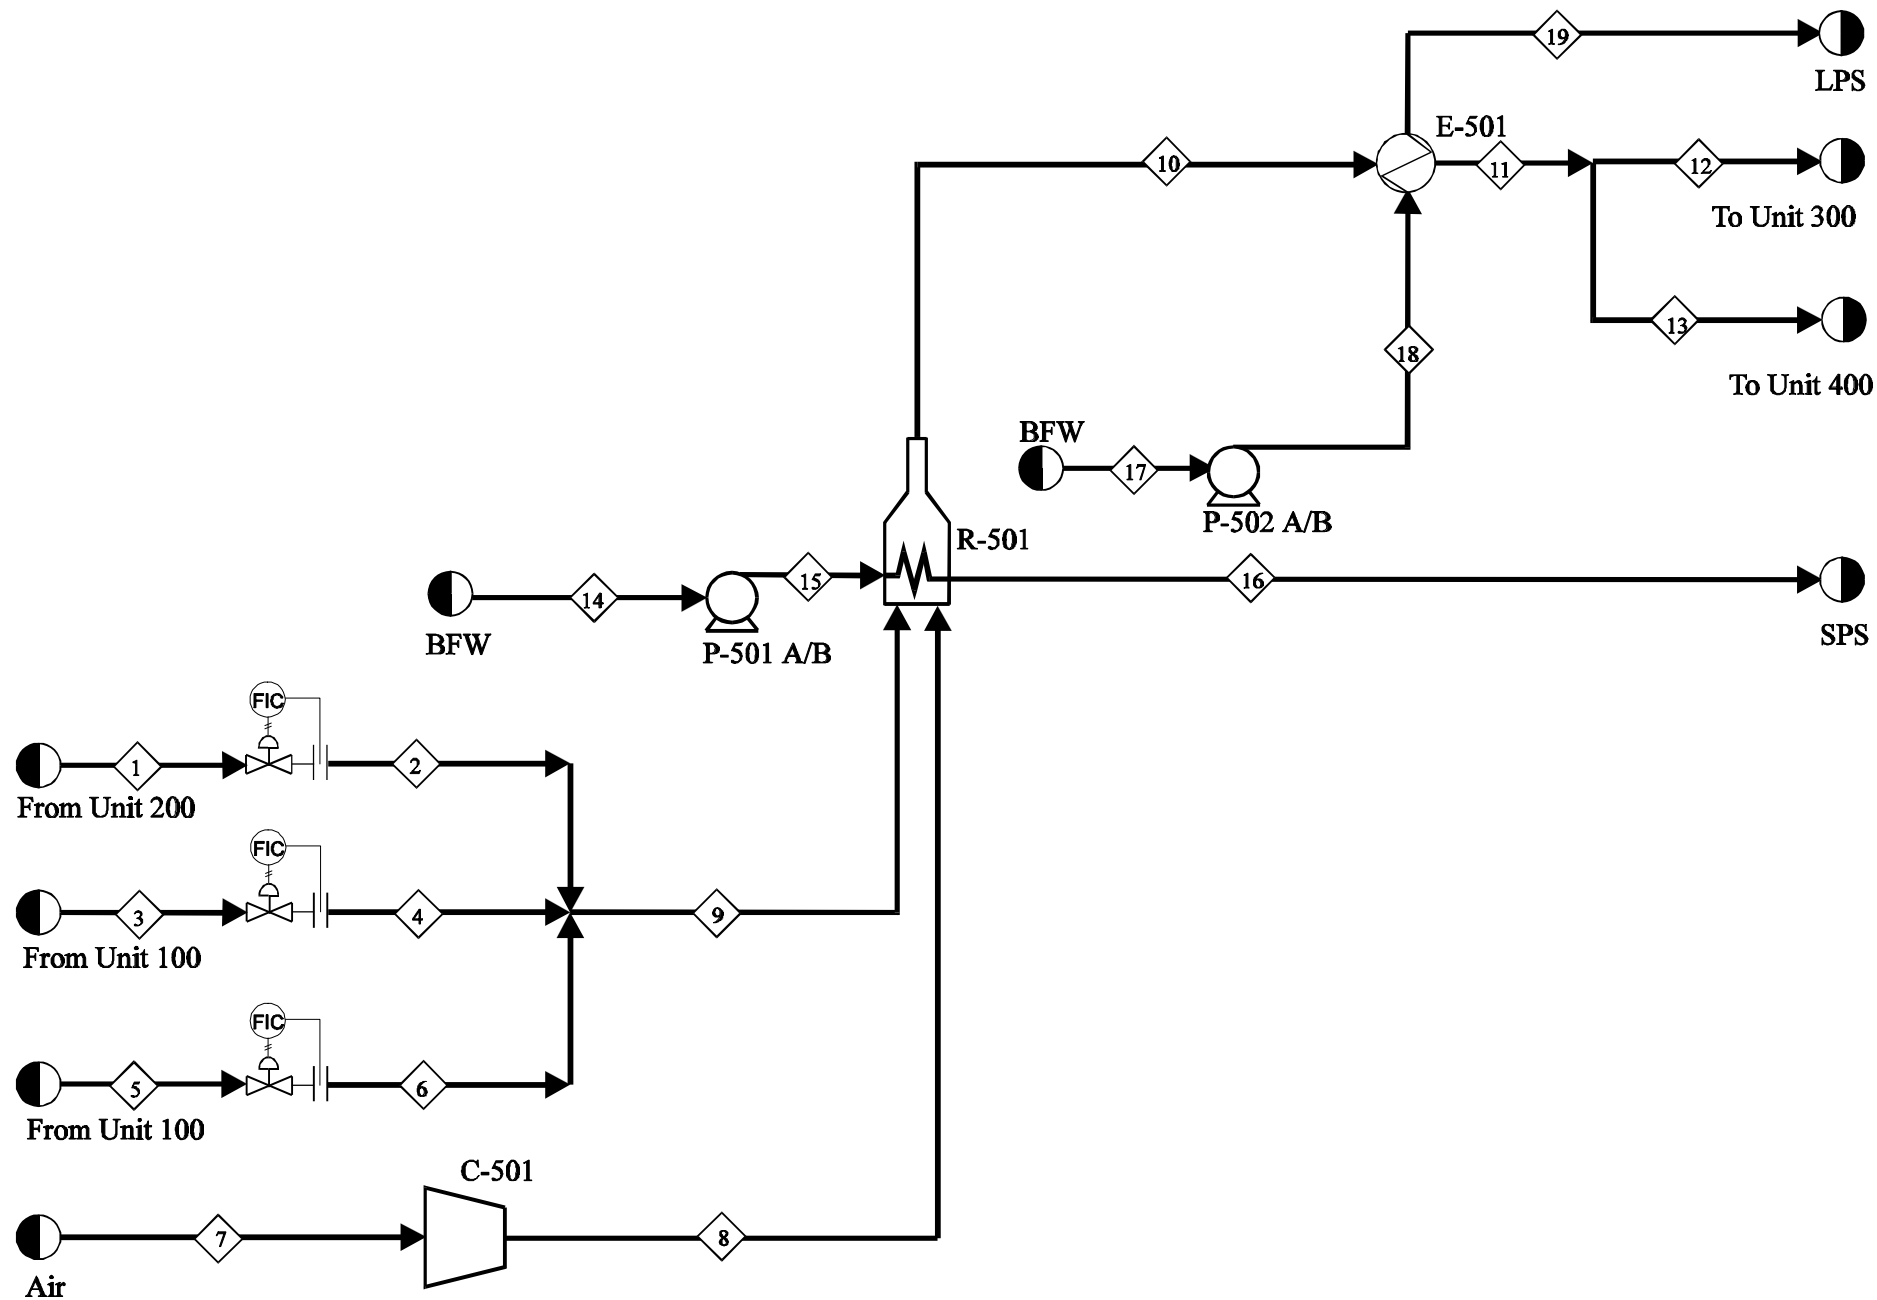 19
LPS
E-501
10
11
12
To Unit 300
13
18
To Unit 400
BFW
17
P-502 A/B
R-501
15
16
14
BFW
P-501 A/B
SPS
FIC
1
2
From Unit 200
FIC
3
4
9
From Unit 100
FIC
5
6
From Unit 100
C-501
7
8
Air